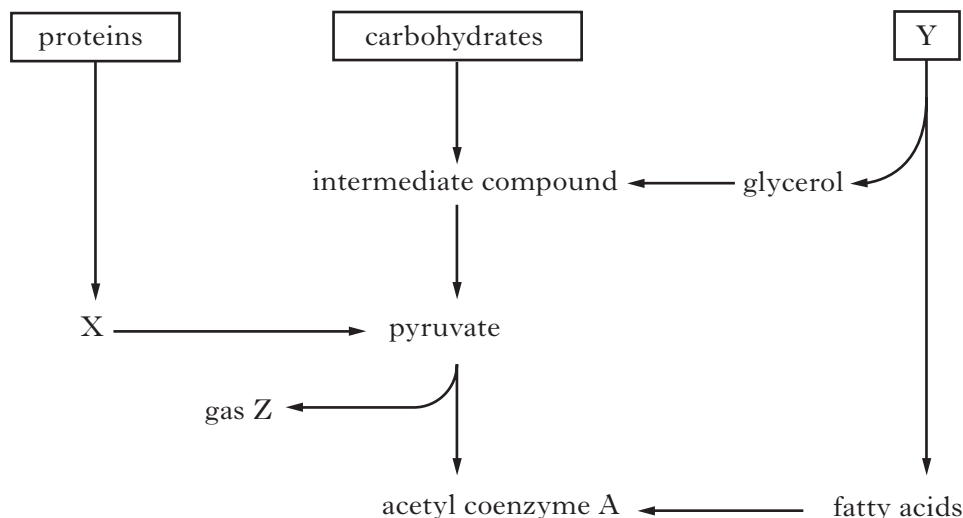 proteins
carbohydrates
Y
intermediate compound
glycerol
X
pyruvate
gas Z
acetyl coenzyme A
fatty acids